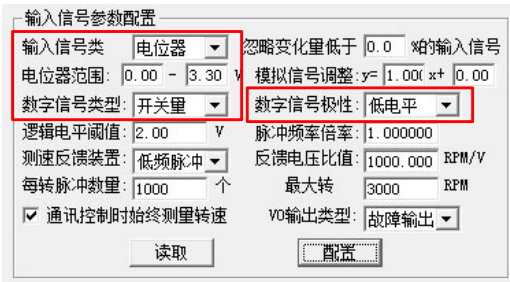 输入信号参数配置
输入信号类 电位器 忽略变化量低于 0.0 %的输入信号
电位器范围: 0.00 - 3.30 V 模拟信号调整:y= 1.000 x+ 0.00
数字信号类型: 开关量 数字信号极性: 低电平
逻辑电平阈值: 2.00 V 脉冲频率倍率: 1.000000
测速反馈装置: 低频脉冲 反馈电压比值: 1000.000 RPM/V
每转脉冲数量: 1000 个 最大转 3000 RPM
通讯控制时始终测量转速 VO输出类型: 故障输出
读取 配置